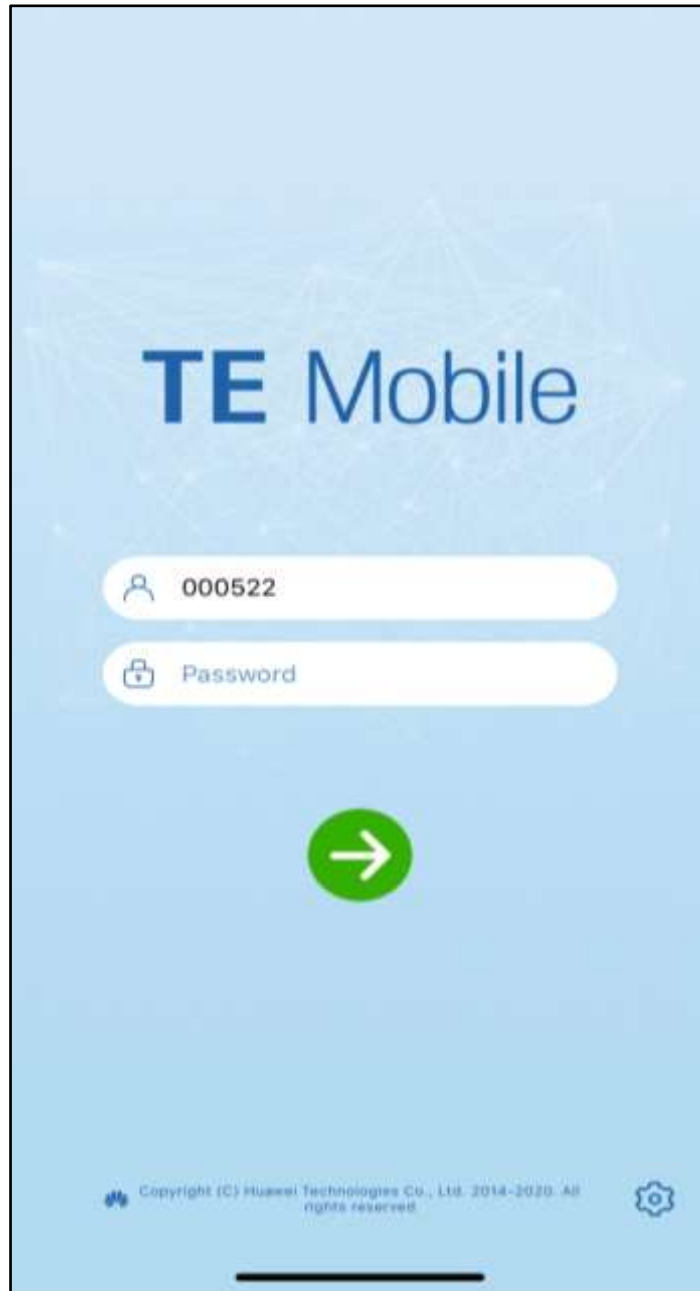 TE Mobile
000522
Password
Copyright (C) Huawei Technologies Co., Ltd. 2014-2020. All
rights reserved